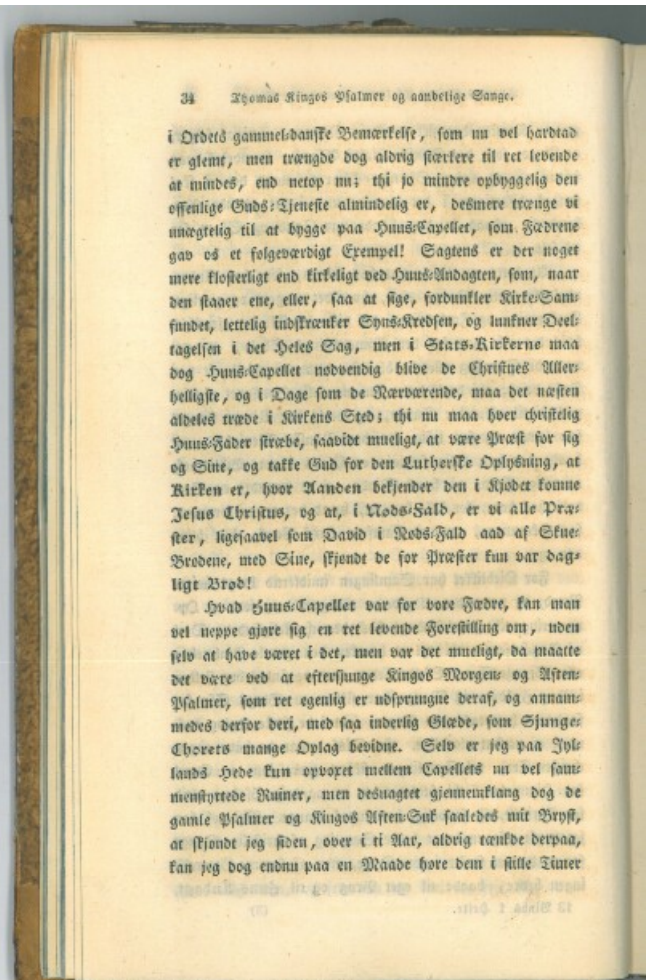 34 Thomas Kingos Psalmer og aandelige Sange.
i Ordets gammel-danske Bemærkelse, som nu vel hardtad
er glemt, men trængde dog aldrig stærkere til ret levende
at mindes, end netop nu; thi jo mindre opbyggelig den
offenlige Guds-Tjeneste almindelig er, desmere trænge vi
unægtelig til at bygge paa Huus-Capellet, som Fædrene
gav os et følgeværdigt Exempel! Sagtens er der noget
mere klosterligt end kirkeligt ved Huus-Andagten, som, naar
den staaer ene, eller, saa at sige, fordunkler Kirke-Sam-
fundet, lettelig indskrænker Syns-Kredsen, og lunkner Deel-
tagelsen i det Heles Sag, men i Stats-Kirkerne maa
dog Huus-Capellet nødvendig blive de Christnes Aller-
helligste, og i Dage som de Nærværende, maa det næsten
aldeles træde i Kirkens Sted; thi nu maa hver christelig
Huus-Fader stræbe, saavidt mueligt, at være Præst for sig
og Sine, og takke Gud for den Lutherske Oplysning, at
Kirken er, hvor Aanden bekjender den i Kjødet komne
Jesus Christus, og at, i Nøds-Fald, er vi alle Præ-
ster, ligesaavel som David i Nøds-Fald aad af Skue-
Brødene, med Sine, skjøndt de for Præster kun var dag-
ligt Brød!
Hvad Huus-Capellet var for vore Fædre, kan man
vel neppe gjøre sig en ret levende Forestilling om, uden
selv at have været i det, men var det mueligt, da maatte
det være ved at eftersjunge Kingos Morgen- og Aften-
Psalmer, som ret egenlig er udsprungne deraf, og annam-
medes derfor deri, med saa inderlig Glæde, som Sjunge-
Chorets mange Oplag bevidne. Selv er jeg paa Jyl-
lands Hede kun opvoxet mellem Capellets nu vel sam-
menstyrtede Ruiner, men desuagtet gjennemklang dog de
gamle Psalmer og Kingos Aften-Suk saaledes mit Bryst,
at skjøndt jeg siden, over i ti Aar, aldrig tænkde derpaa,
kan jeg dog endnu paa en Maade høre dem i stille Timer